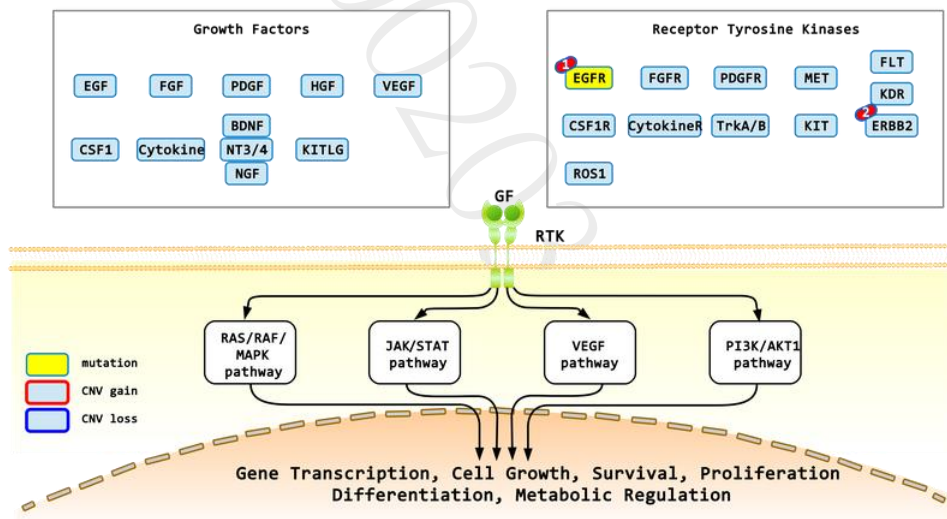 Growth Factors
EGF FGF PDGF HGF VEGF
BDNF
CSF1 Cytokine NT3/4 KITLG
NGF
Receptor Tyrosine Kinases
1
2
EGFR FGFR PDGFR MET FLT
KDR
CSF1R CytokineR TrkA/B KIT ERBB2
ROS1
GF
RTK
RAS/RAF/
MAPK
pathway
JAK/STAT
pathway
VEGF
pathway
PI3K/AKT1
pathway
mutation
CNV gain
CNV loss
Gene Transcription, Cell Growth, Survival, Proliferation
Differentiation, Metabolic Regulation